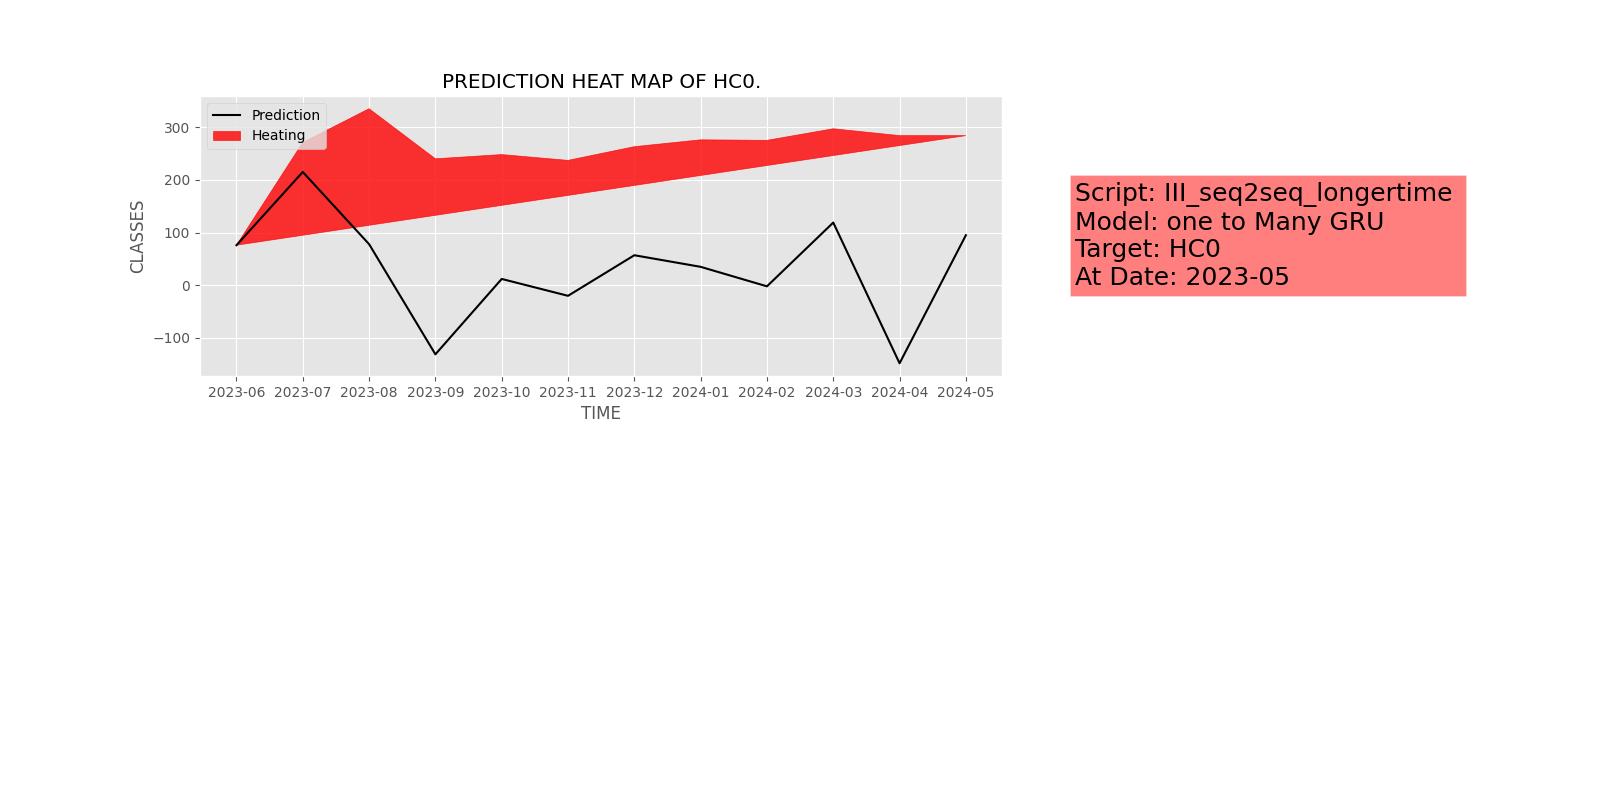 PREDICTION HEAT MAP OF HC0.
Prediction
Heating
300
200
100
0
−100
CLASSES
2023-06 2023-07 2023-08 2023-09 2023-10 2023-11 2023-12 2024-01 2024-02 2024-03 2024-04 2024-05
TIME
Script: III_seq2seq_longertime
Model: one to Many GRU
Target: HC0
At Date: 2023-05